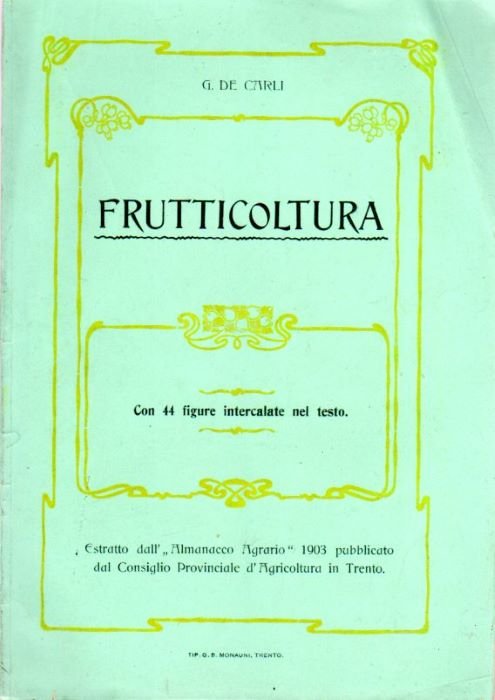 G. DE CARLI
FRUTTICOLTURA
Con 44 figure intercalate nel testo.
Estratto dall' „Almanacco Agrario“ 1903 pubblicato
dal Consiglio Provinciale d'Agricoltura in Trento.
TIP. G. B. MONAUNI, TRENTO.